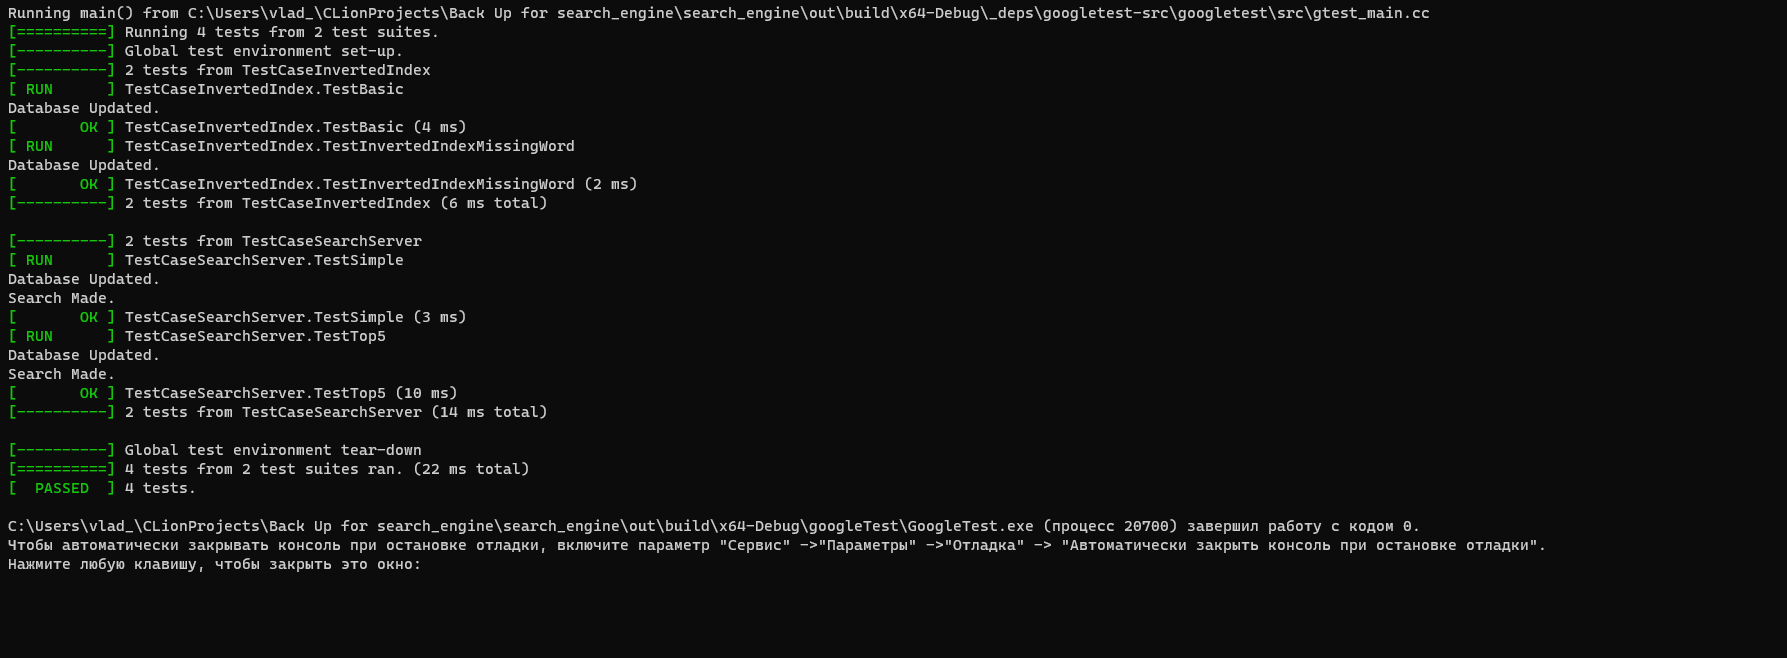 Running main() from C:\Users\vlad_\CLionProjects\Back Up for search_engine\search_engine\out\build\x64-Debug\_deps\googletest-src\googletest\src\gtest_main.cc
[==========] Running 4 tests from 2 test suites.
[----------] Global test environment set-up.
[----------] 2 tests from TestCaseInvertedIndex
[ RUN      ] TestCaseInvertedIndex.TestBasic
Database Updated.
[       OK ] TestCaseInvertedIndex.TestBasic (4 ms)
[ RUN      ] TestCaseInvertedIndex.TestInvertedIndexMissingWord
Database Updated.
[       OK ] TestCaseInvertedIndex.TestInvertedIndexMissingWord (2 ms)
[----------] 2 tests from TestCaseInvertedIndex (6 ms total)
[----------] 2 tests from TestCaseSearchServer
[ RUN      ] TestCaseSearchServer.TestSimple
Database Updated.
Search Made.
[       OK ] TestCaseSearchServer.TestSimple (3 ms)
[ RUN      ] TestCaseSearchServer.TestTop5
Database Updated.
Search Made.
[       OK ] TestCaseSearchServer.TestTop5 (10 ms)
[----------] 2 tests from TestCaseSearchServer (14 ms total)
[----------] Global test environment tear-down
[==========] 4 tests from 2 test suites ran. (22 ms total)
[  PASSED  ] 4 tests.
C:\Users\vlad_\CLionProjects\Back Up for search_engine\search_engine\out\build\x64-Debug\googleTest\GoogleTest.exe (процесс 20700) завершил работу с кодом 0.
Чтобы автоматически закрывать консоль при остановке отладки, включите параметр "Сервис" ->"Параметры" ->"Отладка" -> "Автоматически закрыть консоль при остановке отладки".
Нажмите любую клавишу, чтобы закрыть это окно: